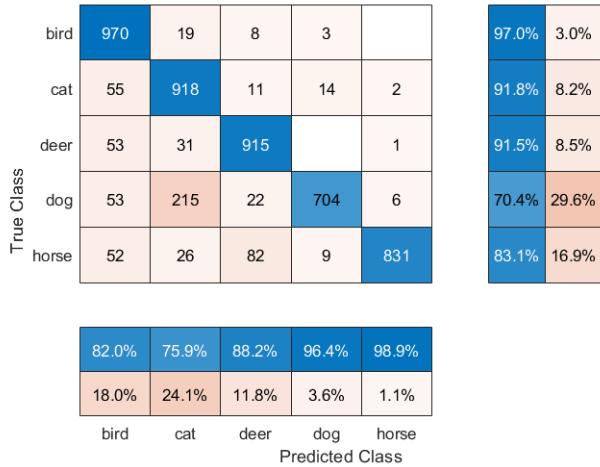 bird 970 19 8 3 97.0% 3.0%
cat 55 918 11 14 2 91.8% 8.2%
deer 53 31 915 1 91.5% 8.5%
dog 53 215 22 704 6 70.4% 29.6%
horse 52 26 82 9 831 83.1% 16.9%
True Class
82.0% 75.9% 88.2% 96.4% 98.9%
18.0% 24.1% 11.8% 3.6% 1.1%
bird cat deer dog horse
Predicted Class